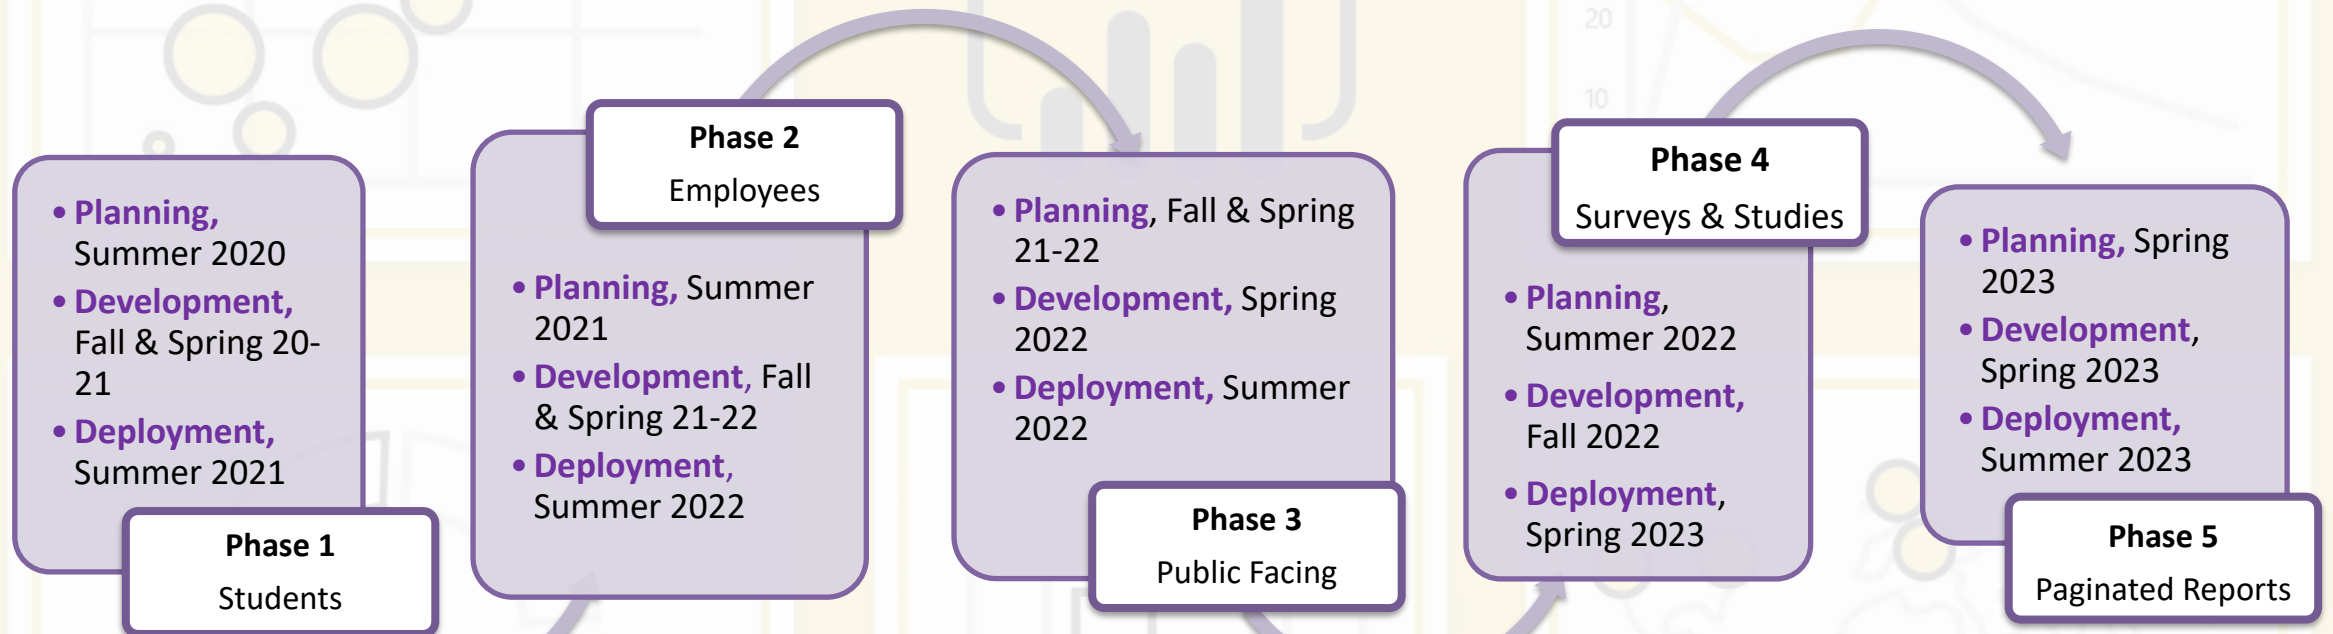 • Planning,
Summer 2020
• Development,
Fall & Spring 20-
21
• Deployment,
Summer 2021
Phase 1
Students
Phase 2
Employees
• Planning, Summer
2021
• Development, Fall
& Spring 21-22
• Deployment,
Summer 2022
• Planning, Fall & Spring
21-22
• Development, Spring
2022
• Deployment, Summer
2022
Phase 3
Public Facing
20
10
Phase 4
Surveys & Studies
• Planning,
Summer 2022
• Development,
Fall 2022
• Deployment,
Spring 2023
• Planning, Spring
2023
• Development,
Spring 2023
• Deployment,
Summer 2023
Phase 5
Paginated Reports